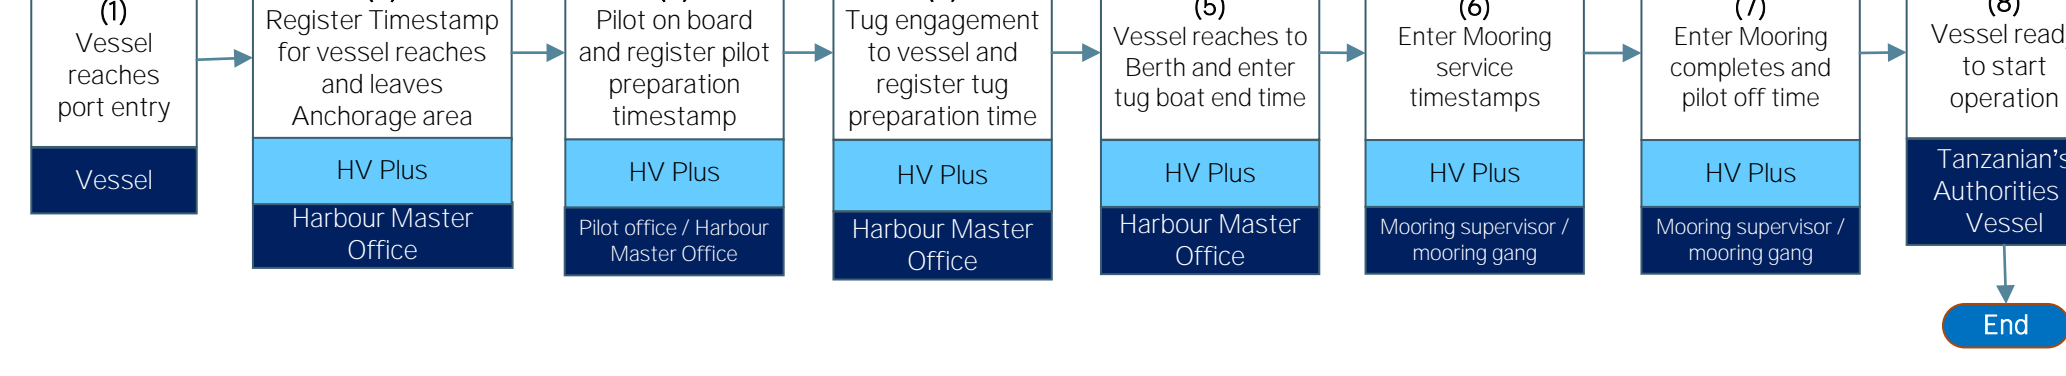 (1)
Vessel
reaches
port entry
Vessel
Register Timestamp
for vessel reaches
and leaves
Anchorage area
HV Plus
Harbour Master
Office
Pilot on board
and register pilot
preparation
timestamp
HV Plus
Pilot office / Harbour
Master Office
Tug engagement
to vessel and
register tug
preparation time
HV Plus
Harbour Master
Office
(5)
Vessel reaches to
Berth and enter
tug boat end time
HV Plus
Harbour Master
Office
(6)
Enter Mooring
service
timestamps
HV Plus
Mooring supervisor /
mooring gang
(7)
Enter Mooring
completes and
pilot off time
HV Plus
Mooring supervisor /
mooring gang
(8)
Vessel
to start
operation
Tanzanian's
Authorities
Vessel
End